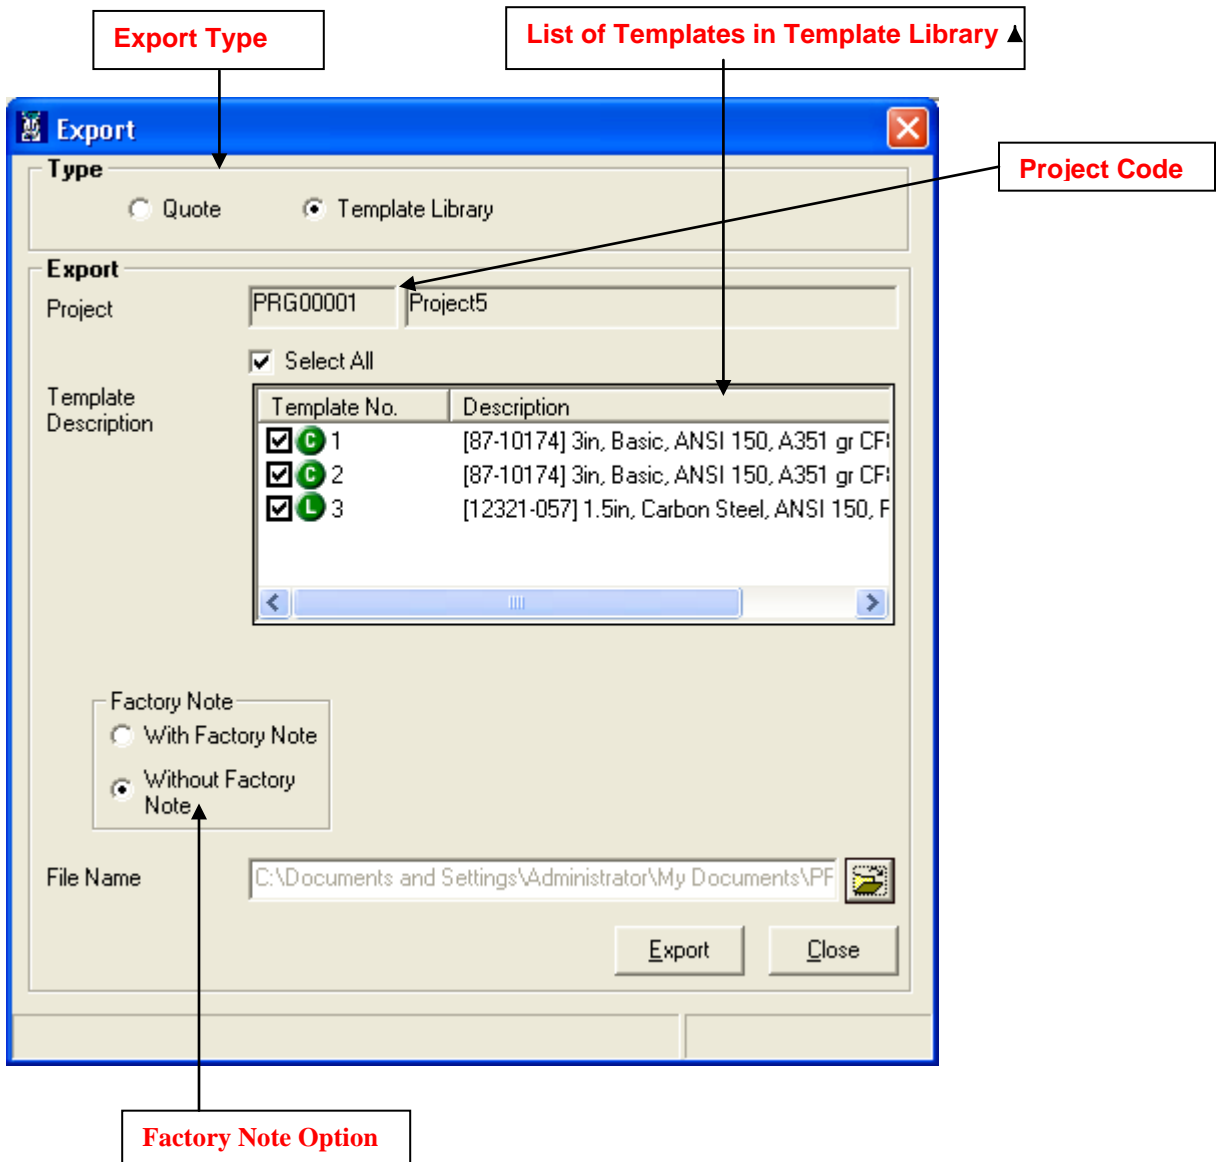 Export Type
List of Templates in Template Library
Export
Type
Quote
Template Library
Project Code
Export
Project
PRG00001
Project5
Select All
Template
Description
Template No.
Description
C 1
[87-10174] 3in, Basic, ANSI 150, A351 gr CF
C 2
[87-10174] 3in, Basic, ANSI 150, A351 gr CF
L 3
[12321-057] 1.5in, Carbon Steel, ANSI 150, F
Factory Note
With Factory Note
Without Factory
Note
File Name
C:\Documents and Settings\Administrator\My Documents\PF
Export
Close
Factory Note Option